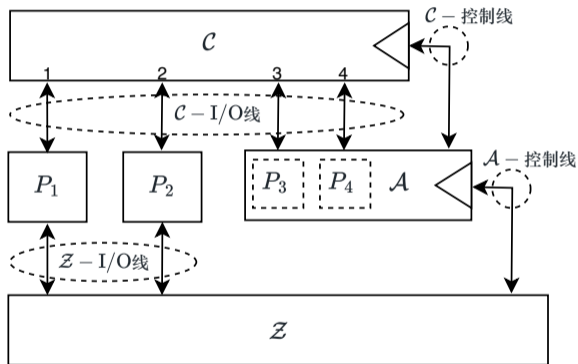 𝒞 − 控制线
𝒞
1 2 3 4
𝒞 − I/O线
𝒜 − 控制线
P₁ P₂ P₃ P₄ 𝒜
𝒵 − I/O线
𝒵